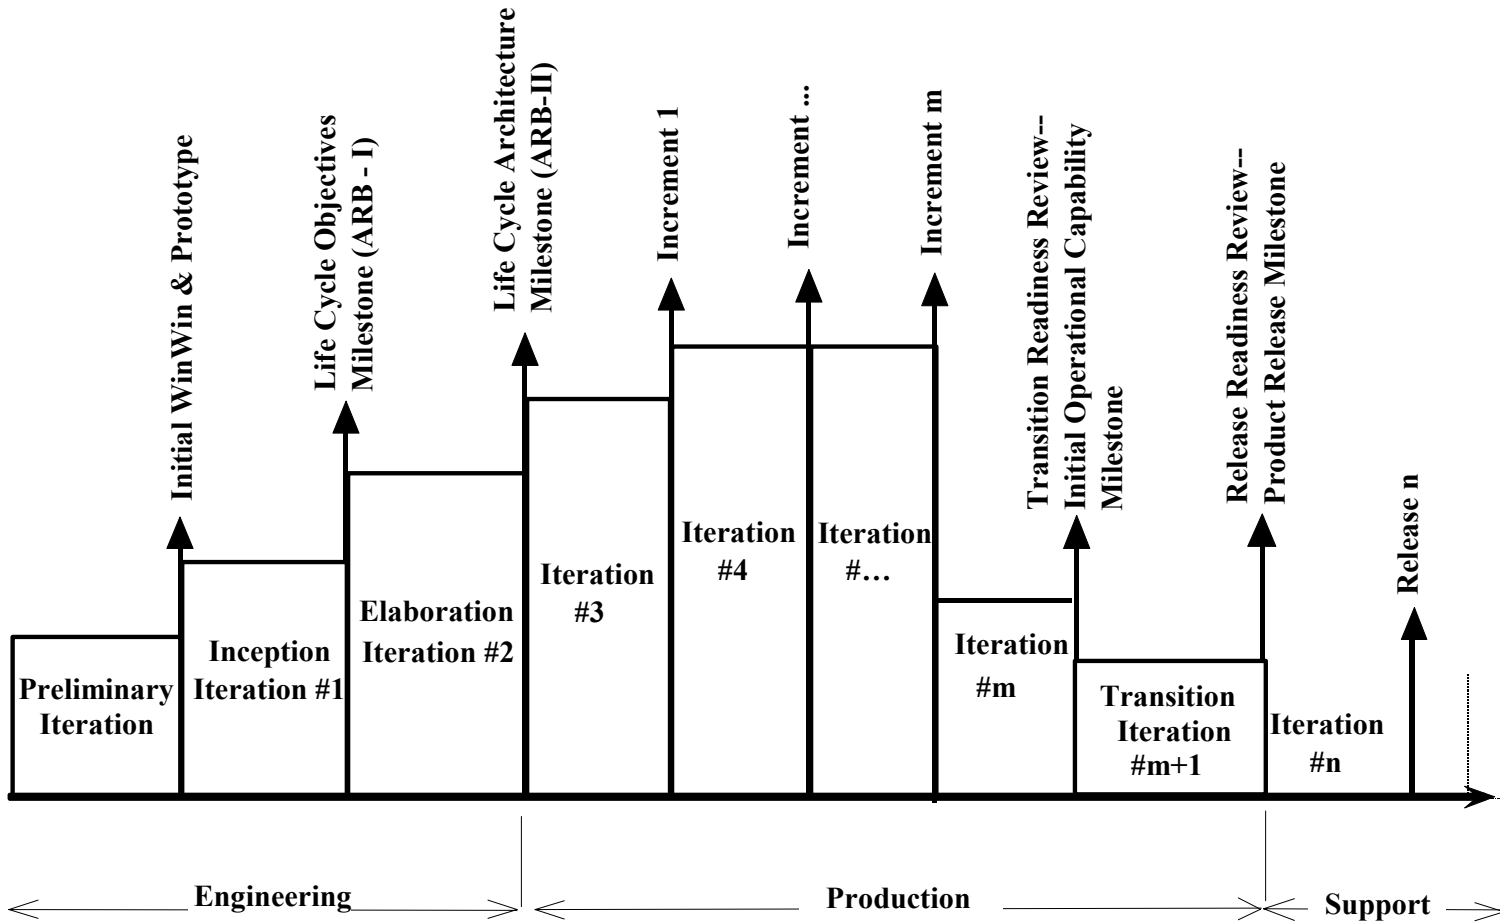 Initial WinWin & Prototype
Life Cycle Objectives
Milestone (ARB - I)
Life Cycle Architecture
Milestone (ARB-II)
Increment 1
Increment ...
Increment m
Transition Readiness Review--
Initial Operational Capability
Milestone
Release Readiness Review---
Product Release Milestone
Release n
Preliminary
Iteration
Inception
Iteration #1
Elaboration
Iteration #2
Iteration
#3
Iteration
#4
Iteration
#…
Iteration
#m
Transition
Iteration
#m+1
Iteration
#n
Engineering
Production
Support